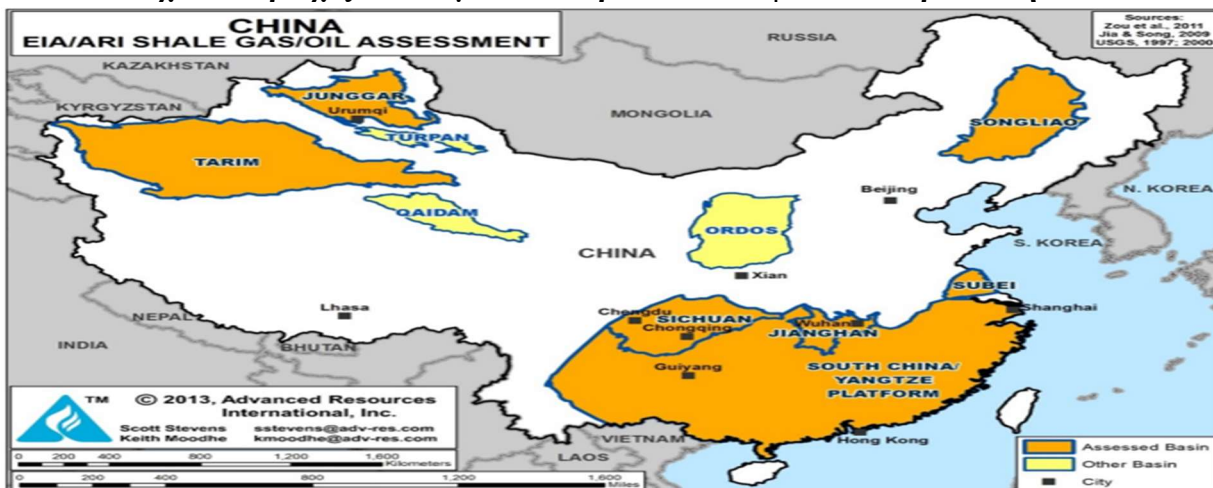 CHINA
EIA/ARI SHALE GAS/OIL ASSESSMENT
Sources:
Zou et al., 2011
Jia & Song, 2009
USGS, 1997; 2000
RUSSIA
KAZAKHSTAN
KYRGYZSTAN
MONGOLIA
JUNGGAR
Urumqi
TURPAN
TARIM
QAIDAM
SONGLIAO
Beijing
N. KOREA
S. KOREA
ORDOS
CHINA
Xian
SUBEI
Shanghai
Lhasa
NEPAL
BHUTAN
INDIA
Chengdu
SICHUAN
Chongqing
Wuhan
JIANGHAN
Guiyang
SOUTH CHINA/
YANGTZE
PLATFORM
Hong Kong
VIETNAM
LAOS
TM
© 2013, Advanced Resources
International, Inc.
Scott Stevens sstevens@adv-res.com
Keith Moodhe kmoodhe@adv-res.com
0 200 400 800 1,200 1,600
Kilometers
0 200 400 800 1,200 1,600
Miles
Assessed Basin
Other Basin
City